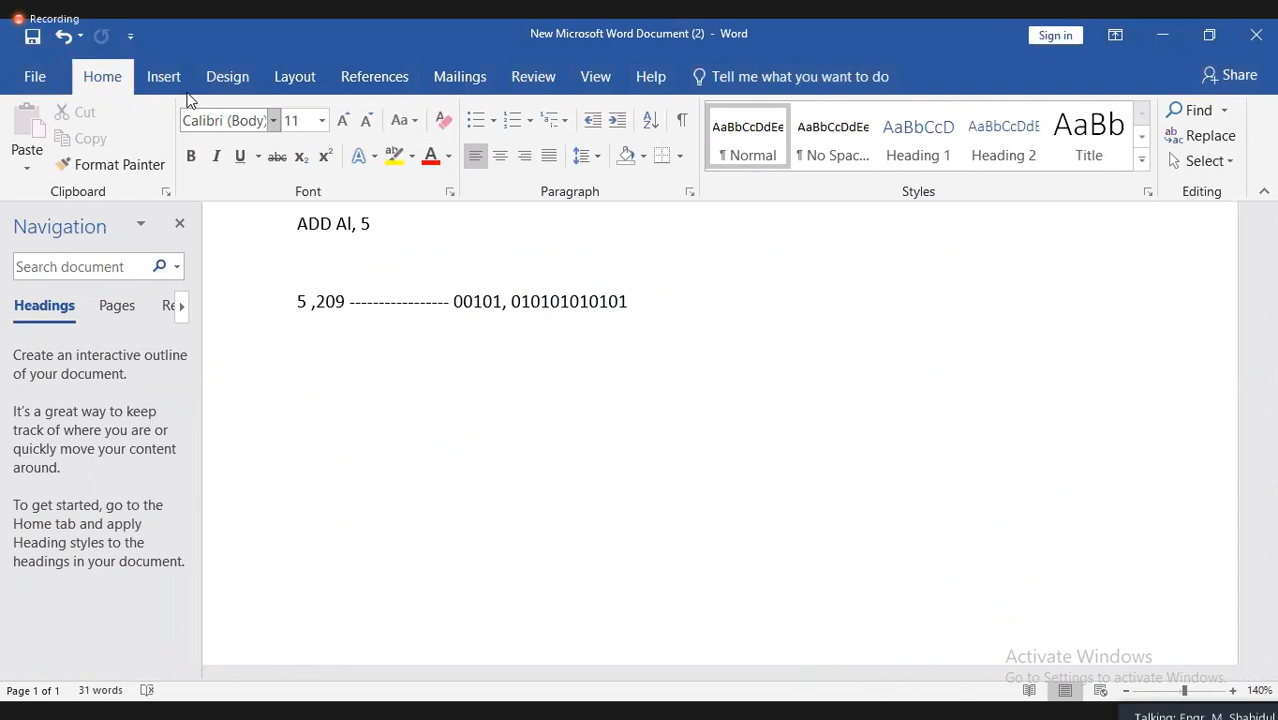 Recording
New Microsoft Word Document (2) - Word
Sign in
File Home Insert Design Layout References Mailings Review View Help Tell me what you want to do Share
Paste
Cut
Copy
Format Painter
Clipboard
Calibri (Body) 11
Font
Paragraph
AaBbCcDdEe AaBbCcDdEe AaBbCcD AaBbCcDdE AaBb
¶ Normal ¶ No Spac... Heading 1 Heading 2 Title
Styles
Find
Replace
Select
Editing
Navigation
Search document
Headings Pages Re
Create an interactive outline
of your document.
It's a great way to keep
track of where you are or
quickly move your content
around.
To get started, go to the
Home tab and apply
Heading styles to the
headings in your document.
ADD Al, 5
5 ,209 ----------------- 00101, 010101010101
Activate Windows
Go to Settings to activate Windows.
Page 1 of 1 31 words 140%
Talking: Engr. M. Shahidul